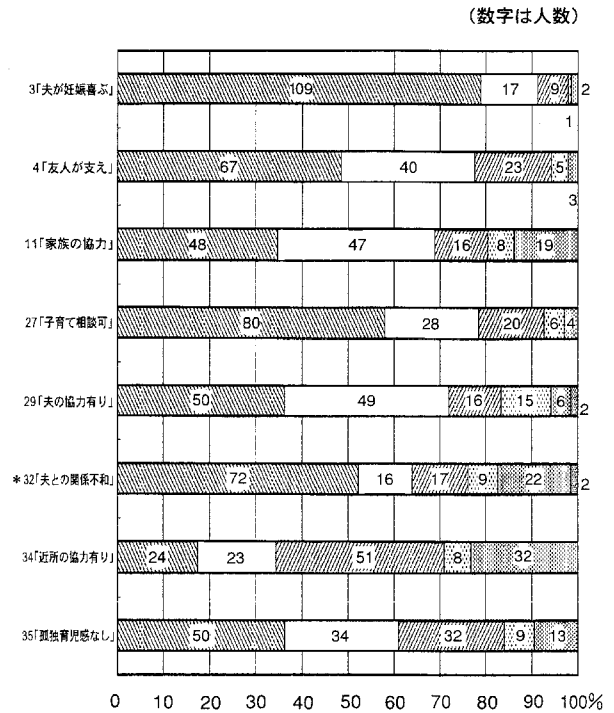 （数字は人数）
3「夫が妊娠喜ぶ」 109 17 9 2
1
4「友人が支え」 67 40 23 5
3
11「家族の協力」 48 47 16 8 19
27「子育て相談可」 80 28 20 6 4
29「夫の協力有り」 50 49 16 15 6 2
＊32「夫との関係不和」 72 16 17 9 22 2
34「近所の協力有り」 24 23 51 8 32
35「孤独育児感なし」 50 34 32 9 13
0 10 20 30 40 50 60 70 80 90 100%